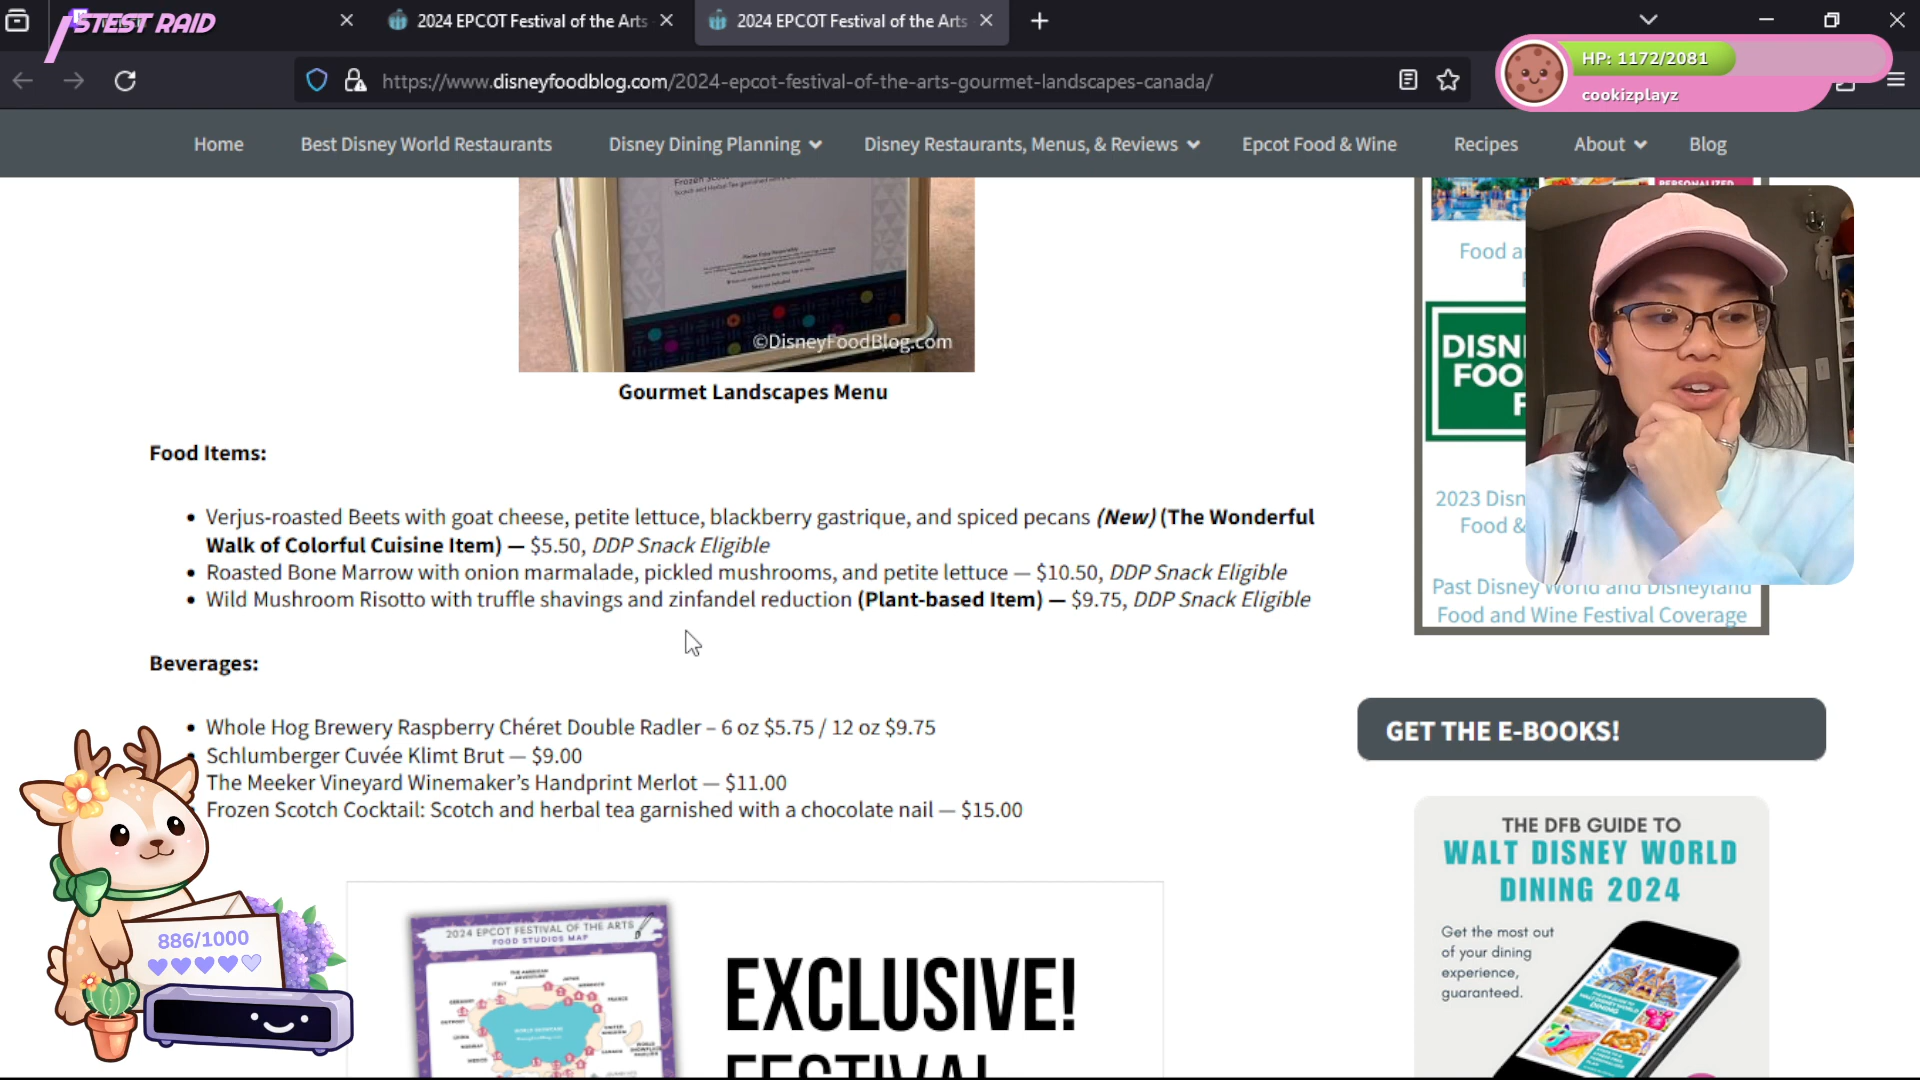 STEST RAID
2024 EPCOT Festival of the Arts
2024 EPCOT Festival of the Arts
https://www.disneyfoodblog.com/2024-epcot-festival-of-the-arts-gourmet-landscapes-canada/
HP: 1172/2081
cookizplayz
Home
Best Disney World Restaurants
Disney Dining Planning
Disney Restaurants, Menus, & Reviews
Epcot Food & Wine
Recipes
About
Blog
©DisneyFoodBlog.com
Gourmet Landscapes Menu
Food Items:
• Verjus-roasted Beets with goat cheese, petite lettuce, blackberry gastrique, and spiced pecans (New) (The Wonderful
Walk of Colorful Cuisine Item) — $5.50, DDP Snack Eligible
• Roasted Bone Marrow with onion marmalade, pickled mushrooms, and petite lettuce — $10.50, DDP Snack Eligible
• Wild Mushroom Risotto with truffle shavings and zinfandel reduction (Plant-based Item) — $9.75, DDP Snack Eligible
Beverages:
• Whole Hog Brewery Raspberry Chéret Double Radler – 6 oz $5.75 / 12 oz $9.75
Schlumberger Cuvée Klimt Brut — $9.00
The Meeker Vineyard Winemaker’s Handprint Merlot — $11.00
Frozen Scotch Cocktail: Scotch and herbal tea garnished with a chocolate nail — $15.00
886/1000
2024 EPCOT FESTIVAL OF THE ARTS
FOOD STUDIOS MAP
EXCLUSIVE!
FESTIVAL
PERSONALIZED
Food
DISN
FOO
F
2023 Disn
Food &
Past Disney World and Disneyland
Food and Wine Festival Coverage
GET THE E-BOOKS!
THE DFB GUIDE TO
WALT DISNEY WORLD
DINING 2024
Get the most out
of your dining
experience,
guaranteed.